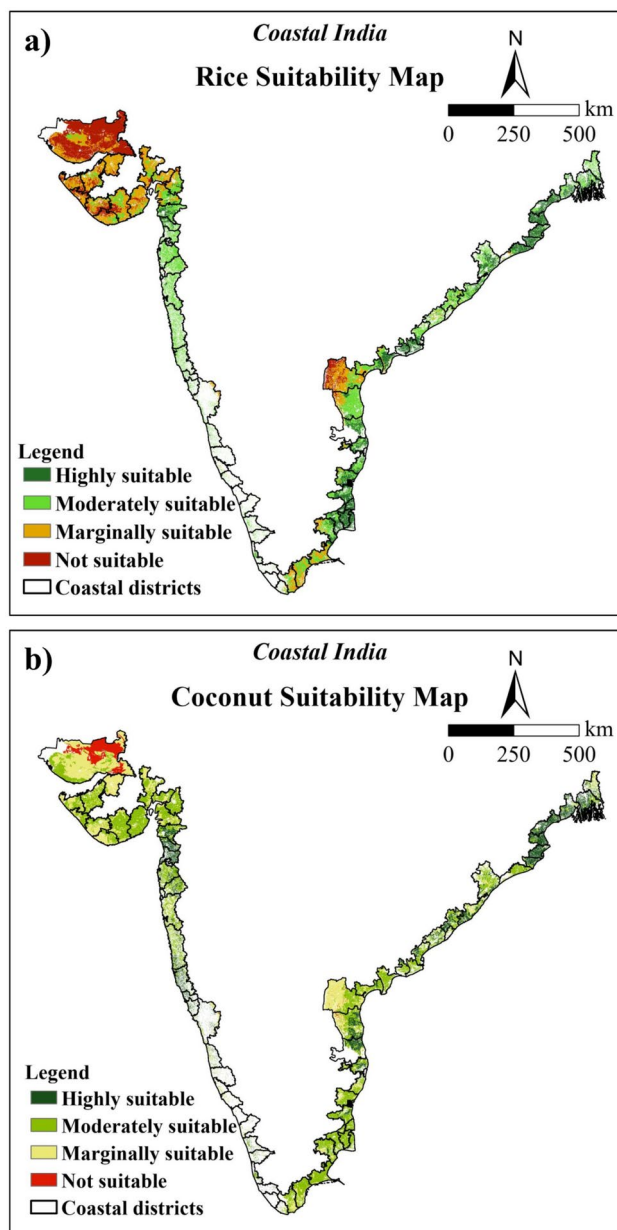 a)
Coastal India
Rice Suitability Map
N
km
0 250 500
Legend
Highly suitable
Moderately suitable
Marginally suitable
Not suitable
Coastal districts
b)
Coastal India
Coconut Suitability Map
N
km
0 250 500
Legend
Highly suitable
Moderately suitable
Marginally suitable
Not suitable
Coastal districts